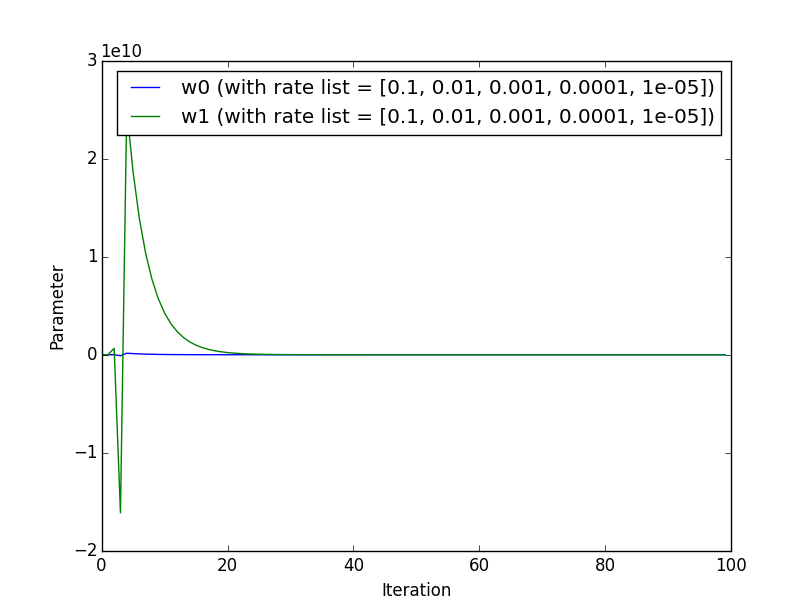 1e10
3
w0 (with rate list = [0.1, 0.01, 0.001, 0.0001, 1e-05])
w1 (with rate list = [0.1, 0.01, 0.001, 0.0001, 1e-05])
2
1
0
−1
−2
Parameter
0 20 40 60 80 100
Iteration